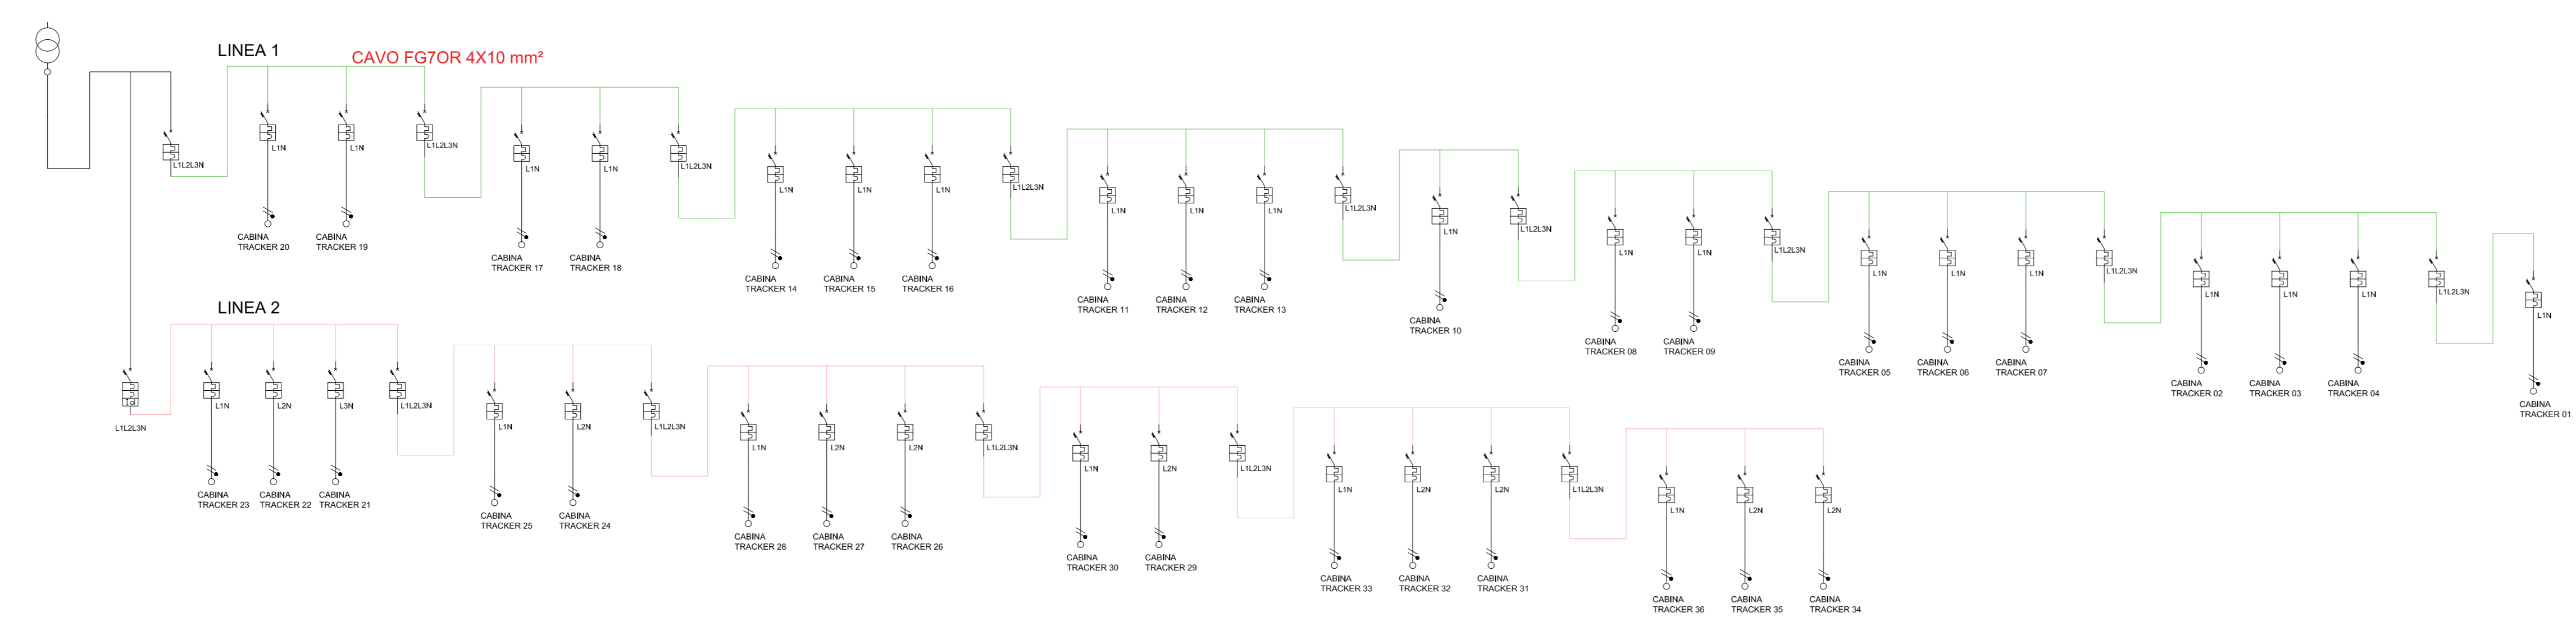 LINEA 1
CAVO FG7OR 4X10 mm²
L1L2L3N
L1N
L1N
L1L2L3N
CABINA
TRACKER 20
CABINA
TRACKER 19
L1N
L1N
L1L2L3N
CABINA
TRACKER 17
CABINA
TRACKER 18
L1N
L1N
L1N
L1L2L3N
CABINA
TRACKER 14
CABINA
TRACKER 15
CABINA
TRACKER 16
L1N
L1N
L1N
L1L2L3N
CABINA
TRACKER 11
CABINA
TRACKER 12
CABINA
TRACKER 13
L1N
L1L2L3N
CABINA
TRACKER 10
L1N
L1N
L1L2L3N
CABINA
TRACKER 08
CABINA
TRACKER 09
L1N
L1N
L1N
L1L2L3N
CABINA
TRACKER 05
CABINA
TRACKER 06
CABINA
TRACKER 07
L1N
L1N
L1N
L1L2L3N
CABINA
TRACKER 02
CABINA
TRACKER 03
CABINA
TRACKER 04
L1N
CABINA
TRACKER 01
LINEA 2
L1L2L3N
L1N
L2N
L3N
L1L2L3N
CABINA
TRACKER 23
CABINA
TRACKER 22
CABINA
TRACKER 21
L1N
L2N
L1L2L3N
CABINA
TRACKER 25
CABINA
TRACKER 24
L1N
L2N
L2N
L1L2L3N
CABINA
TRACKER 28
CABINA
TRACKER 27
CABINA
TRACKER 26
L1N
L2N
L1L2L3N
CABINA
TRACKER 30
CABINA
TRACKER 29
L1N
L2N
L2N
L1L2L3N
CABINA
TRACKER 33
CABINA
TRACKER 32
CABINA
TRACKER 31
L1N
L2N
L2N
CABINA
TRACKER 36
CABINA
TRACKER 35
CABINA
TRACKER 34